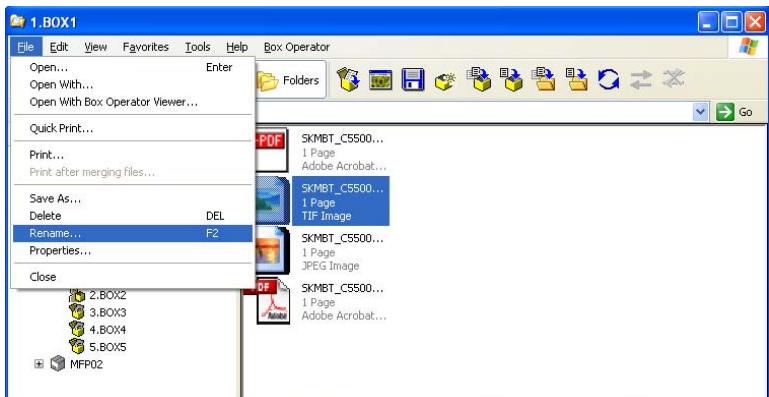 1.BOX1
File Edit View Favorites Tools Help Box Operator
Open... Enter
Open With...
Open With Box Operator Viewer...
Quick Print...
Print...
Print after merging files...
Save As...
Delete DEL
Rename... F2
Properties...
Close
Folders
Go
PDF
SKMBT_C5500...
1 Page
Adobe Acrobat...
SKMBT_C5500...
1 Page
TIF Image
SKMBT_C5500...
1 Page
JPEG Image
SKMBT_C5500...
1 Page
Adobe Acrobat...
Adobe
2.BOX2
3.BOX3
4.BOX4
5.BOX5
MFP02